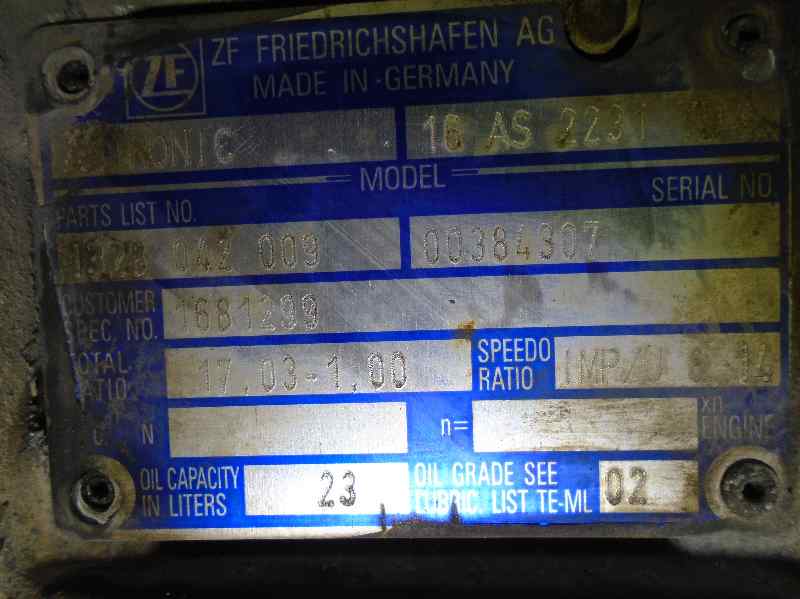 ZF
ZF FRIEDRICHSHAFEN AG
MADE IN GERMANY
16 AS 2231
MODEL
SERIAL NO.
PARTS LIST NO.
042 009 00384307
CUSTOMER
SPEC. NO. 1681299
TOTAL
RATIO 17,03-1,00
SPEEDO
RATIO IMP/U 14
N
n=
xn
ENGINE
OIL CAPACITY
IN LITERS 23
OIL GRADE SEE
LUBRIC. LIST TE-ML 02